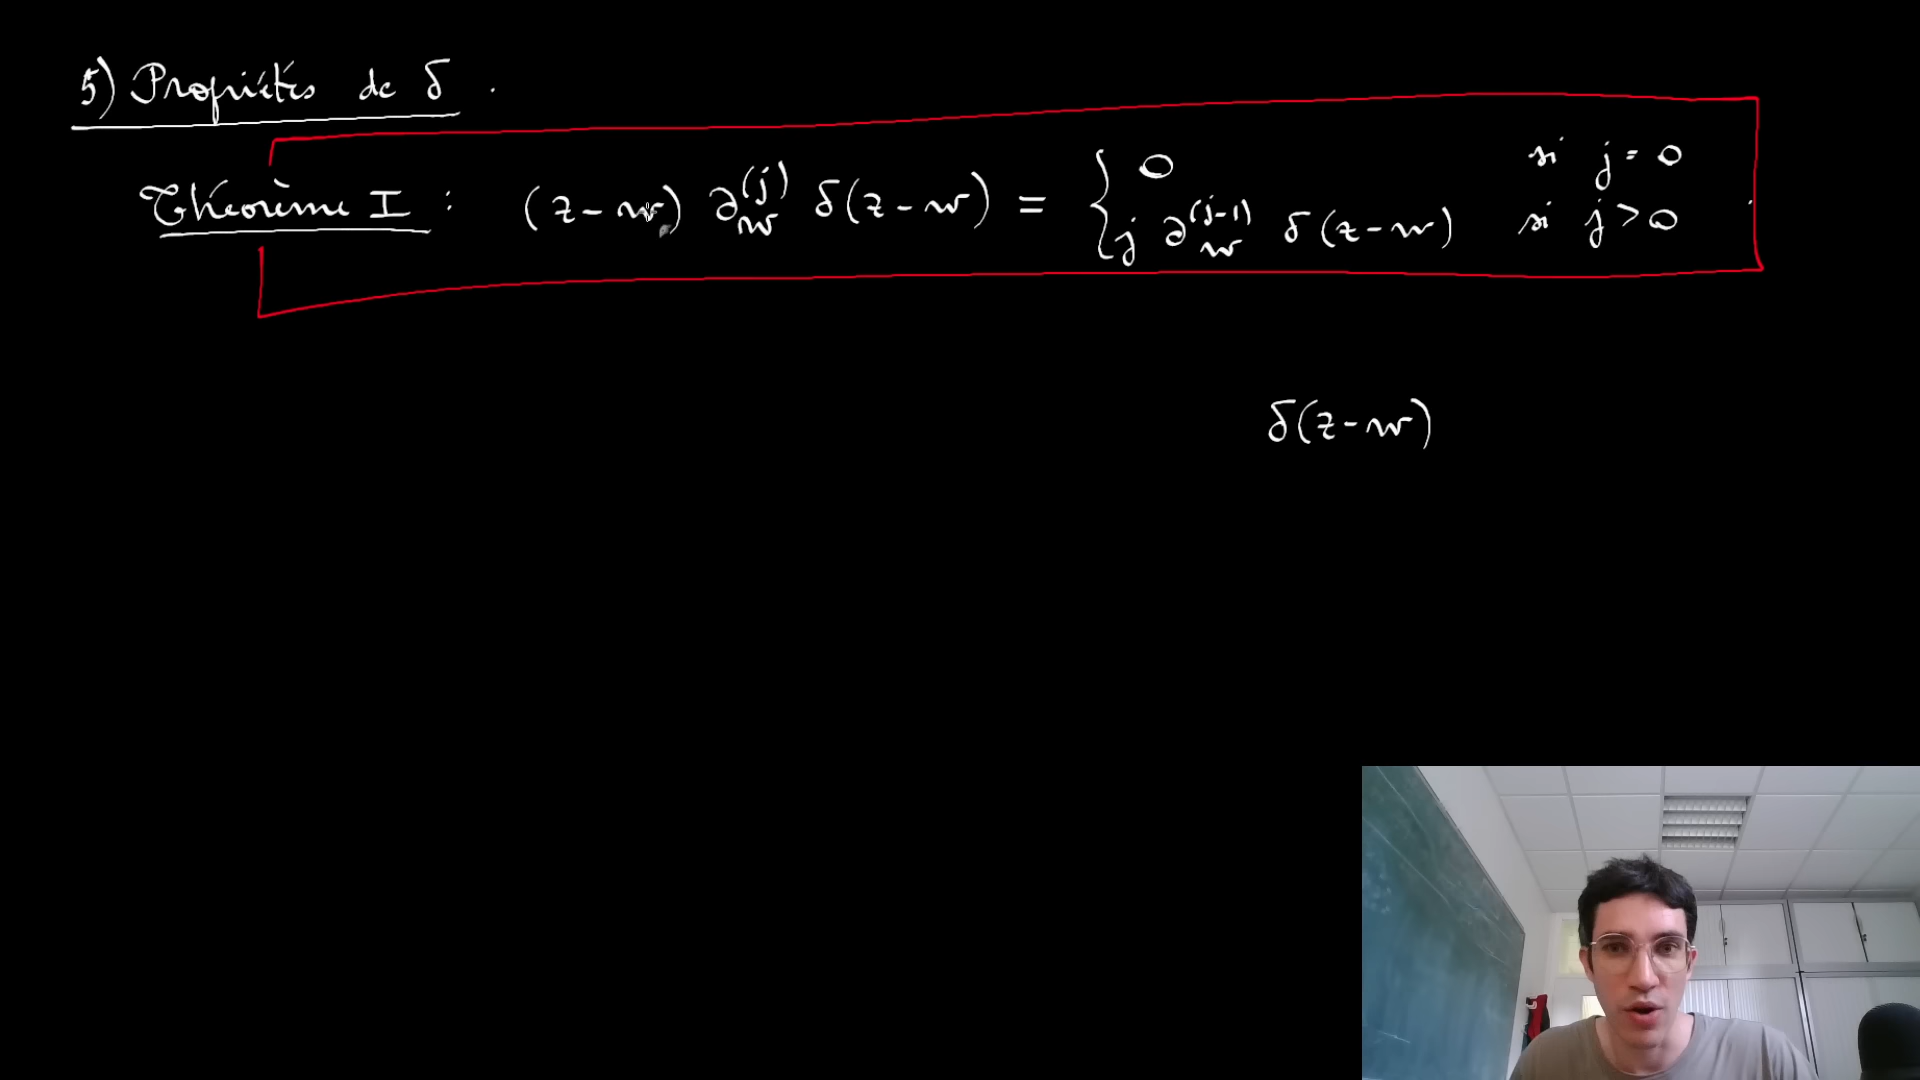 5) Propriétés de δ.
Théorème I : (z-w) ∂_w^(j) δ(z-w) = { 0 si j = 0
j ∂_w^(j-1) δ(z-w) si j > 0
δ(z-w)